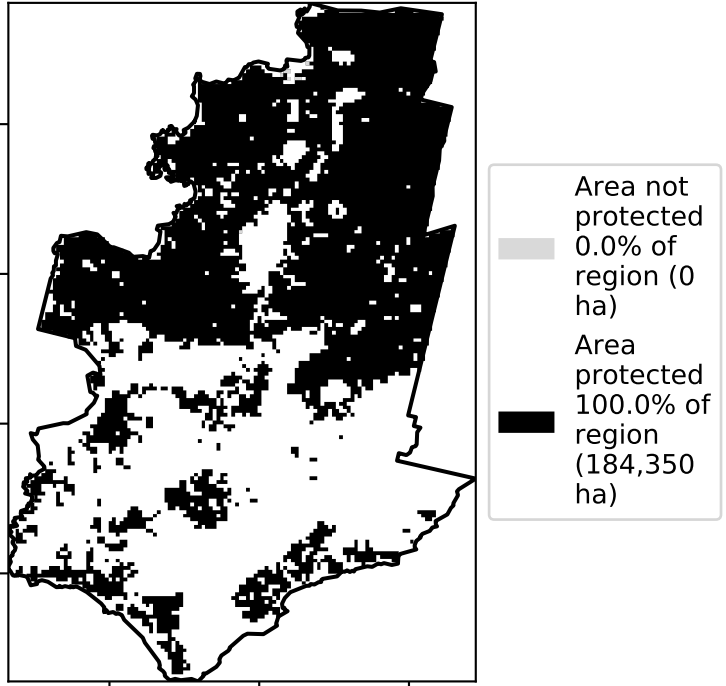 Area not
protected
0.0% of
region (0
ha)
Area
protected
100.0% of
region
(184,350
ha)